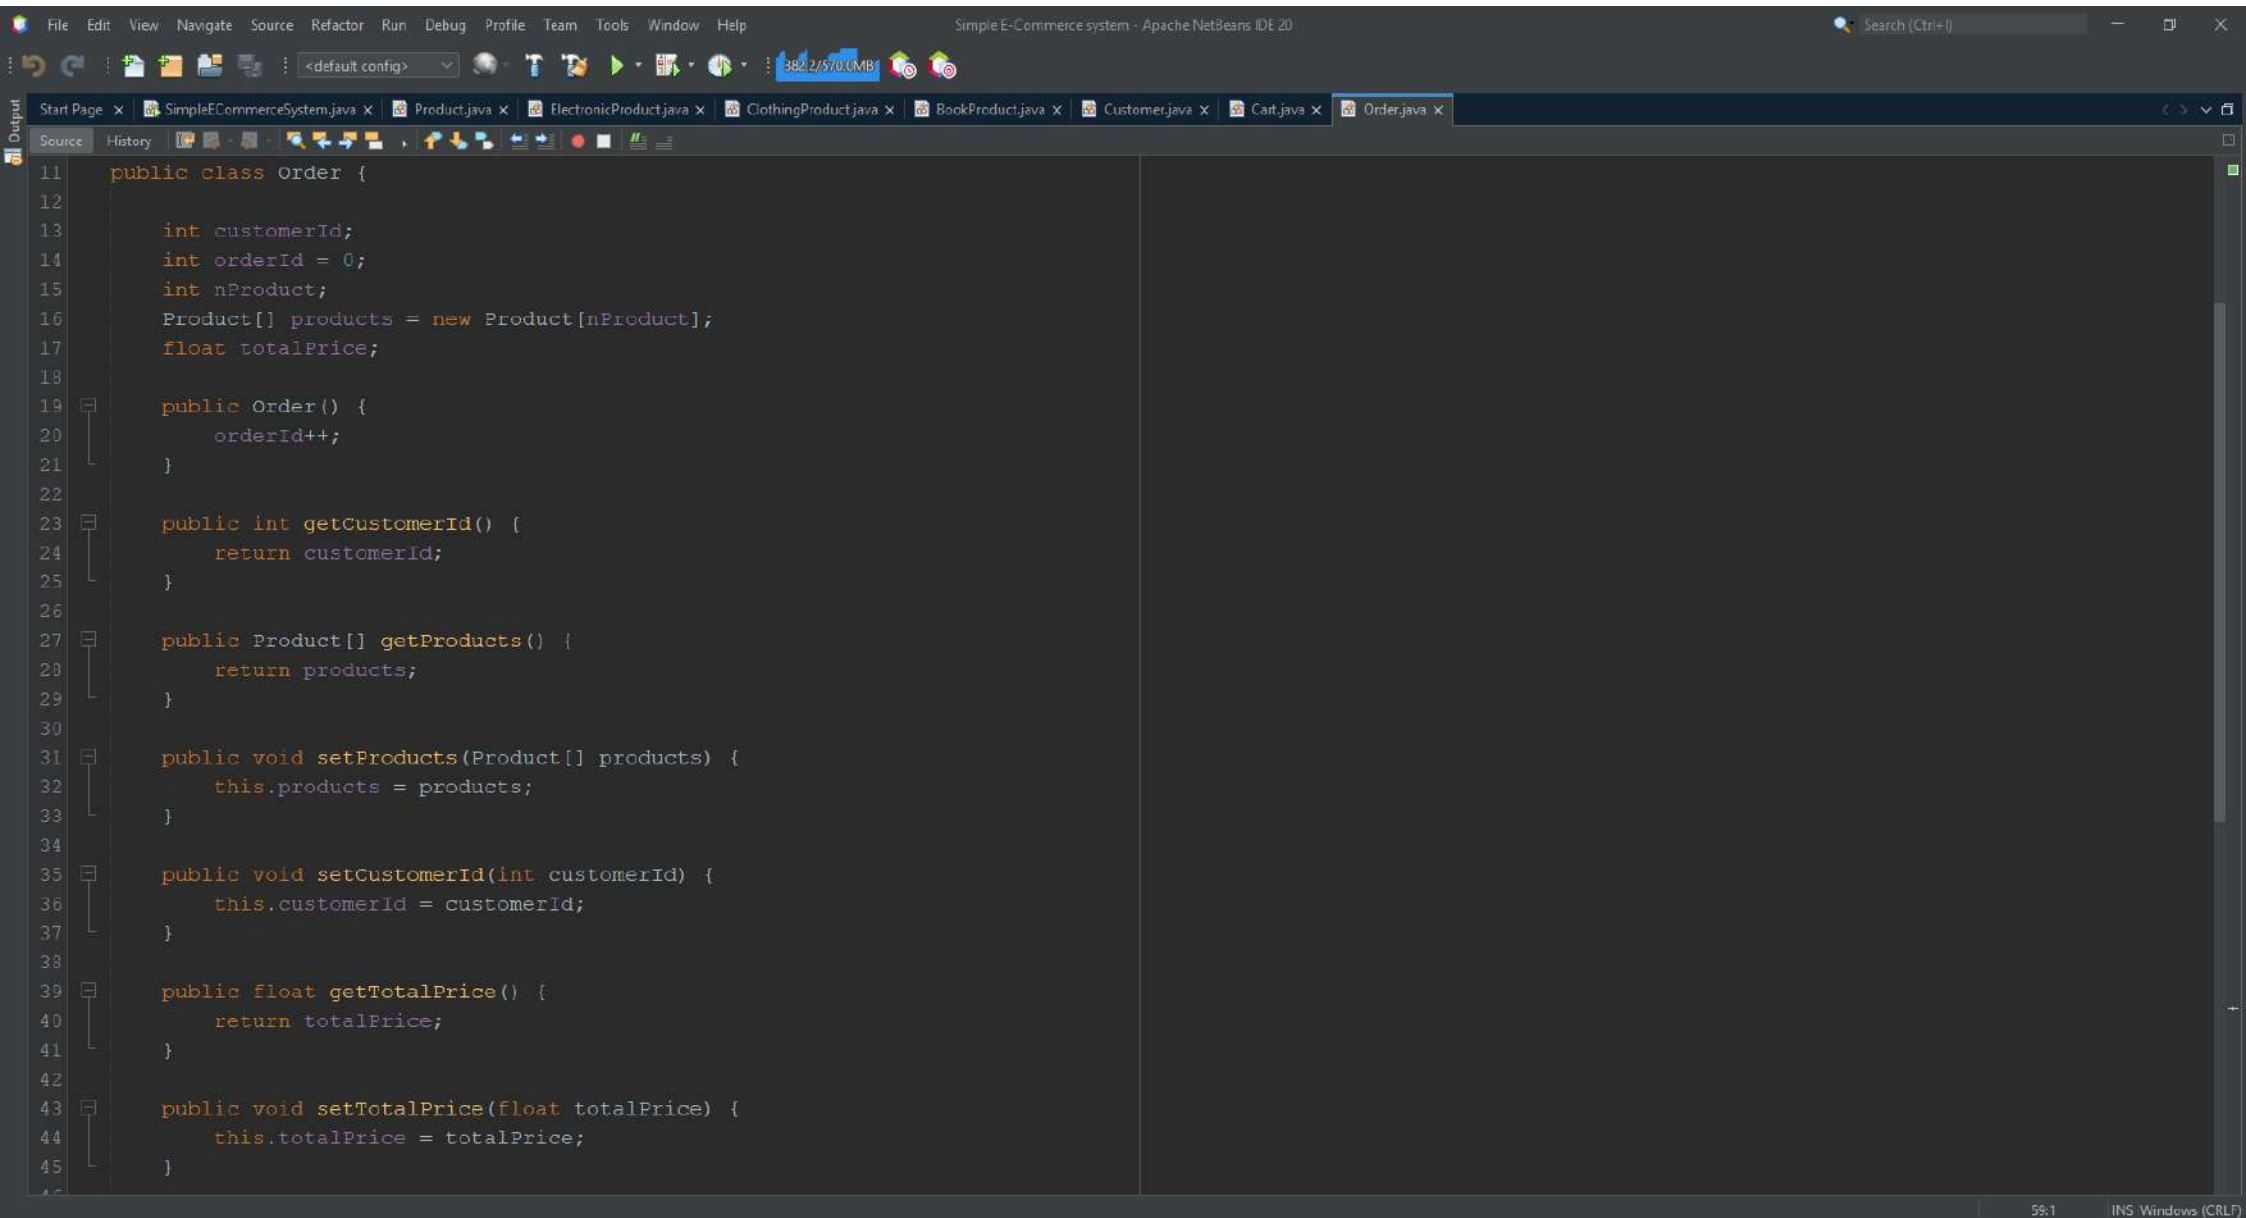 File Edit View Navigate Source Refactor Run Debug Profile Team Tools Window Help Simple E-Commerce system - Apache NetBeans IDE 20 Search (Ctrl+I)
<default config> 382.2/570.0MB
Output
Start Page SimpleECommerceSystem.java Product.java ElectronicProduct.java ClothingProduct.java BookProduct.java Customer.java Cart.java Order.java
Source History
11 public class Order {
12
13 int customerId;
14 int orderId = 0;
15 int nProduct;
16 Product[] products = new Product[nProduct];
17 float totalPrice;
18
19 public Order() {
20 orderId++;
21 }
22
23 public int getCustomerId() {
24 return customerId;
25 }
26
27 public Product[] getProducts() {
28 return products;
29 }
30
31 public void setProducts(Product[] products) {
32 this.products = products;
33 }
34
35 public void setCustomerId(int customerId) {
36 this.customerId = customerId;
37 }
38
39 public float getTotalPrice() {
40 return totalPrice;
41 }
42
43 public void setTotalPrice(float totalPrice) {
44 this.totalPrice = totalPrice;
45 }
59:1 INS Windows (CRLF)